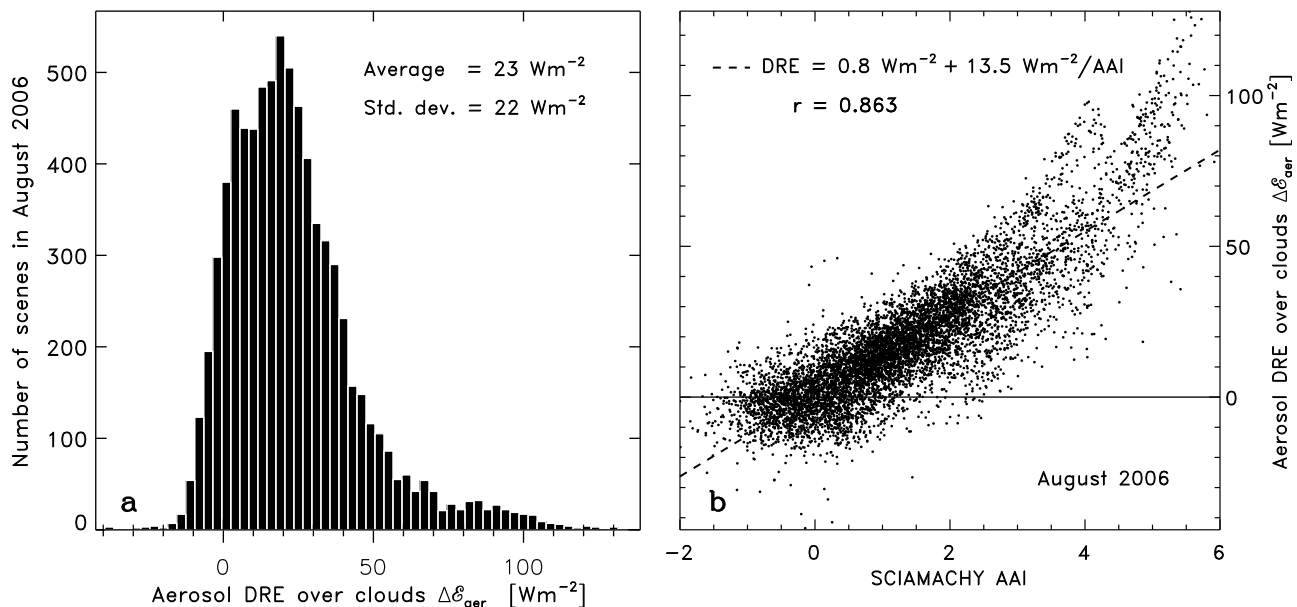 Number of scenes in August 2006
500
400
300
200
100
0
Average = 23 Wm⁻²
Std. dev. = 22 Wm⁻²
a
0 50 100
Aerosol DRE over clouds Δℰaer [Wm⁻²]
DRE = 0.8 Wm⁻² + 13.5 Wm⁻²/AAI
r = 0.863
100
50
0
Aerosol DRE over clouds Δℰaer [Wm⁻²]
August 2006
b
−2 0 2 4 6
SCIAMACHY AAI